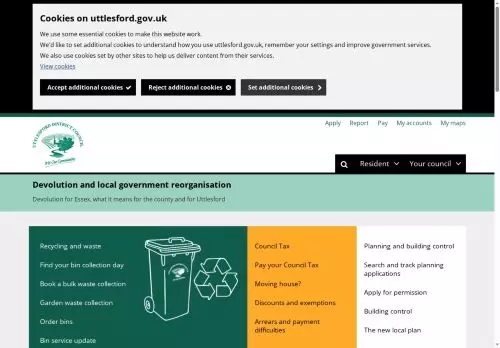 Cookies on uttlesford.gov.uk
We use some essential cookies to make this website work.
We'd like to set additional cookies to understand how you use uttlesford.gov.uk, remember your settings and improve government services.
We also use cookies set by other sites to help us deliver content from their services.
View cookies
Accept additional cookies
Reject additional cookies
Set additional cookies
Apply
Report
Pay
My accounts
My maps
UTTLESFORD DISTRICT COUNCIL
Resident
Your council
Devolution and local government reorganisation
Devolution for Essex, what it means for the county and for Uttlesford
Recycling and waste
Find your bin collection day
Book a bulk waste collection
Garden waste collection
Order bins
Bin service update
Council Tax
Pay your Council Tax
Moving house?
Discounts and exemptions
Arrears and payment
difficulties
Planning and building control
Search and track planning
applications
Apply for permission
Building control
The new local plan